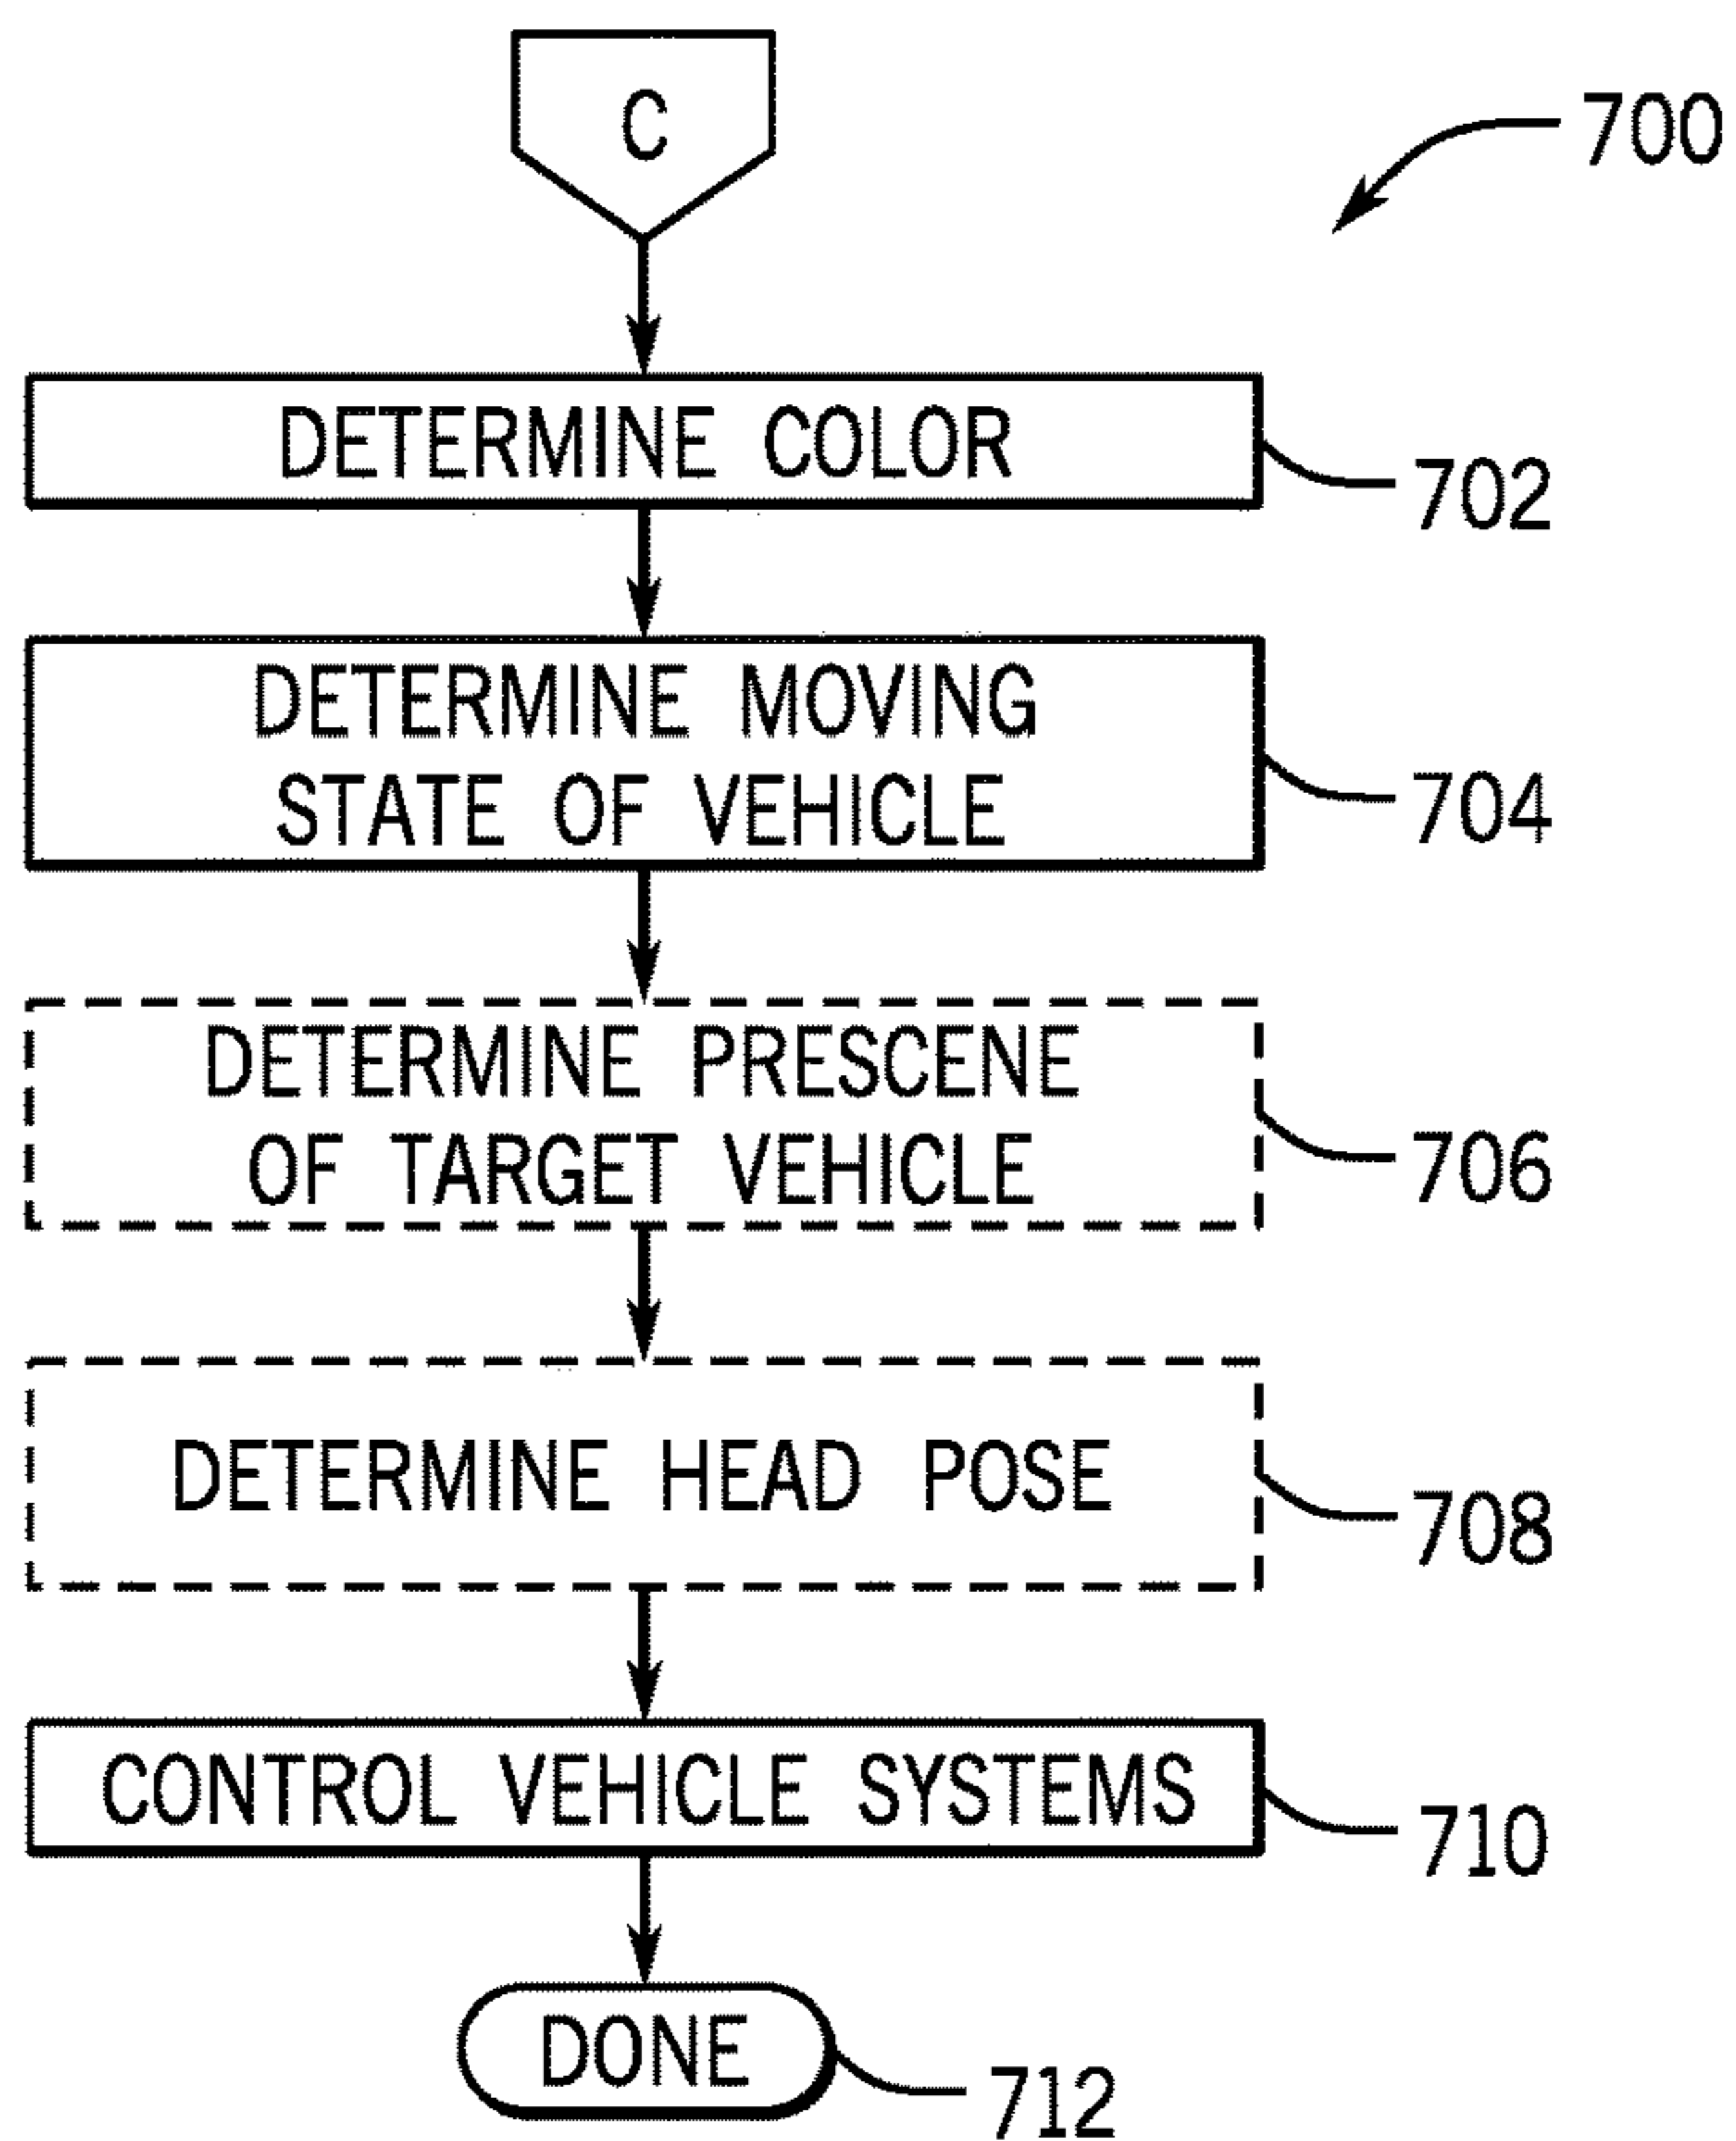 C
700
DETERMINE COLOR
702
DETERMINE MOVING
STATE OF VEHICLE
704
DETERMINE PRESCENE
OF TARGET VEHICLE
706
DETERMINE HEAD POSE
708
CONTROL VEHICLE SYSTEMS
710
DONE
712